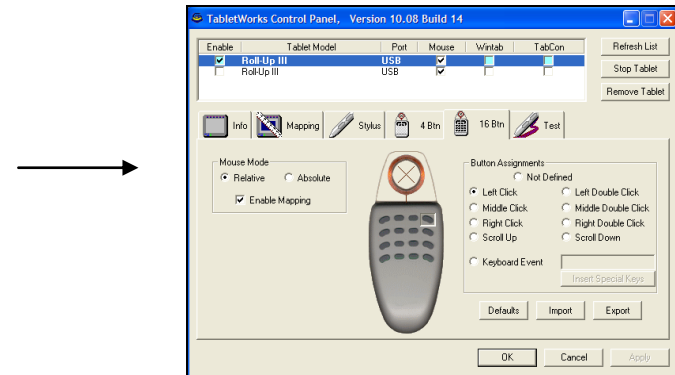 TabletWorks Control Panel, Version 10.08 Build 14
Enable Tablet Model Port Mouse Wintab TabCon
Roll-Up III USB
Roll-Up III USB
Refresh List
Stop Tablet
Remove Tablet
Info Mapping Stylus 4 Btn 16 Btn Test
Mouse Mode
Relative Absolute
Enable Mapping
Button Assignments
Not Defined
Left Click Left Double Click
Middle Click Middle Double Click
Right Click Right Double Click
Scroll Up Scroll Down
Keyboard Event
Insert Special Keys
Defaults Import Export
OK Cancel Apply